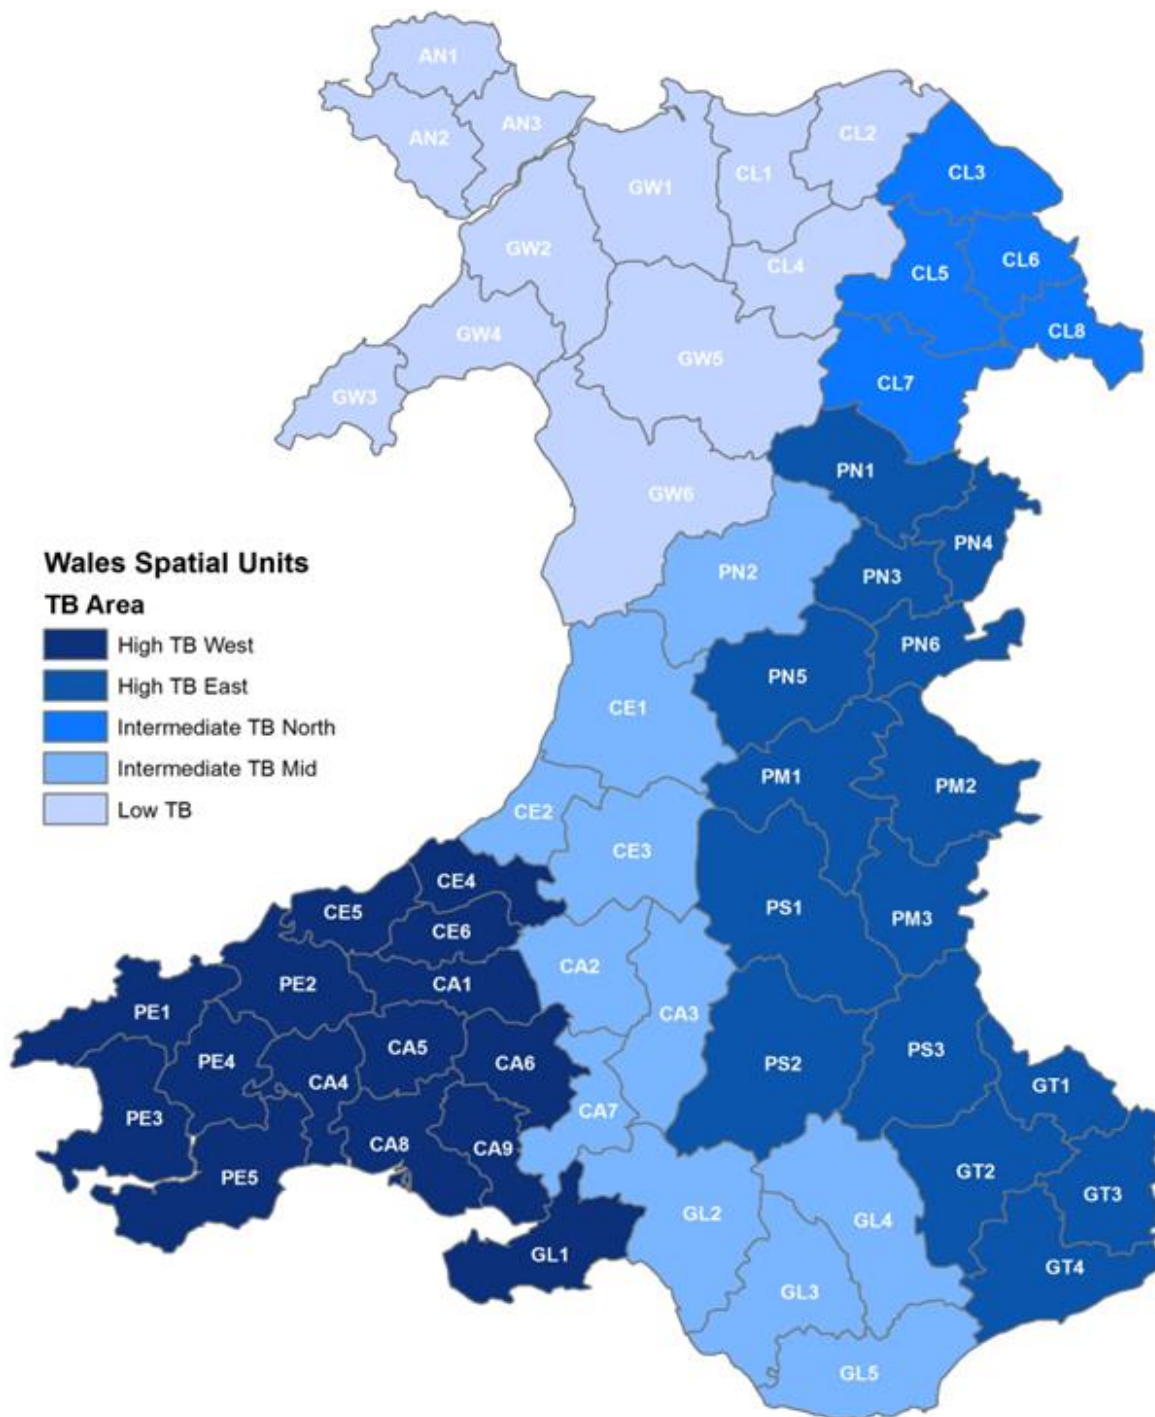 AN1
AN2
AN3
GW1
CL1
CL2
CL3
GW2
CL4
CL5
CL6
GW4
GW5
CL8
GW3
CL7
PN1
GW6
PN4
PN2
PN3
PN6
PN5
CE1
PM1
PM2
CE2
CE3
CE4
CE5
CE6
PS1
PM3
CA2
PE2
CA1
PE1
CA3
CA5
CA6
PE4
CA4
PS2
PS3
GT1
CA7
PE3
CA8
CA9
PE5
GT2
GT3
GL2
GL4
GL1
GT4
GL3
GL5
Wales Spatial Units
TB Area
High TB West
High TB East
Intermediate TB North
Intermediate TB Mid
Low TB